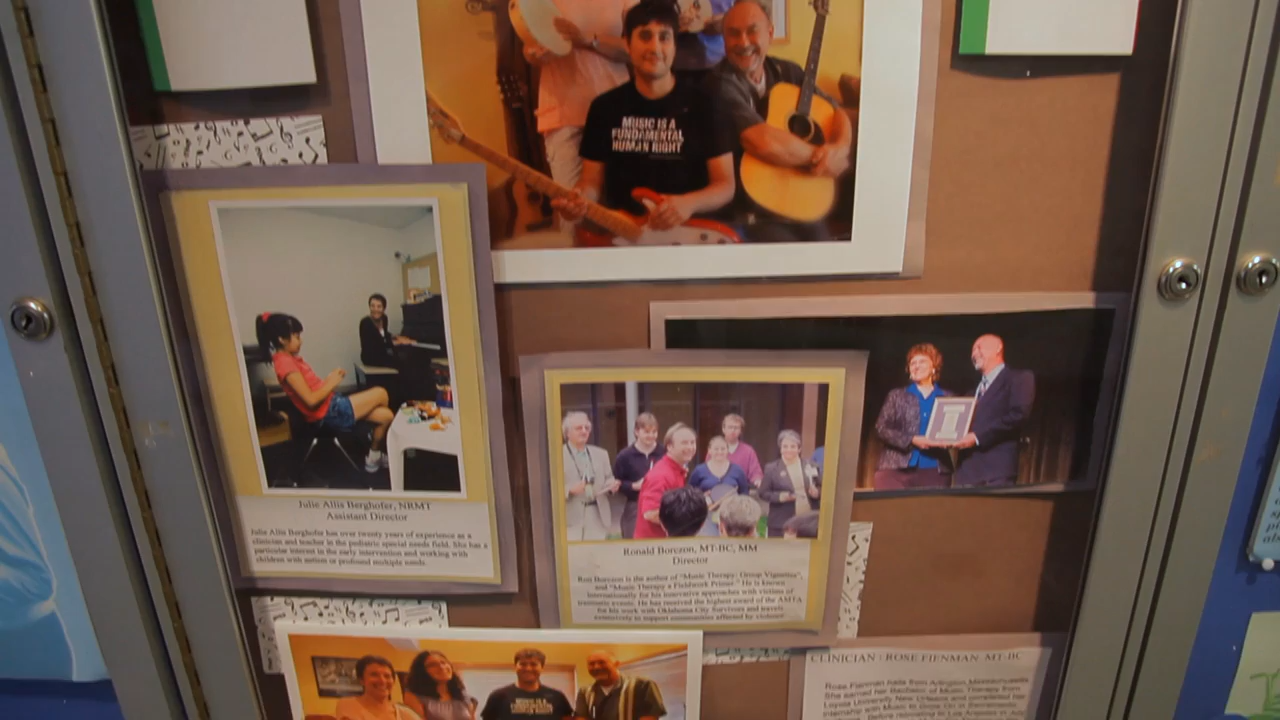 MUSIC IS A
FUNDAMENTAL
HUMAN RIGHT
Julie Allis Berghofer, NRMT
Assistant Director
Julie Allis Berghofer has over twenty years of experience as a
clinician and teacher in the pediatric special needs field. She has a
particular interest in the early intervention and working with
children with autism or profound multiple needs.
Ronald Borczon, MT-BC, MM
Director
Ron Borczon is the author of "Music Therapy: Group Vignettes",
and "Music Therapy a Fieldwork Primer." He is known
internationally for his innovative approaches with victims of
traumatic events. He has received the highest award of the AMTA
for his work with Oklahoma City Survivors and travels
extensively to support communities affected by violence.
MUSIC IS A
FUNDAMENTAL
CLINICIAN : ROSE FIENMAN MT-BC
Rose Fienman hails from Arlington Massachusetts
She earned her Bachelor of Music Therapy from
Loyola University New Orleans and completed her
internship with Music to Grow On in Sacramento
before relocating to Los Angeles in